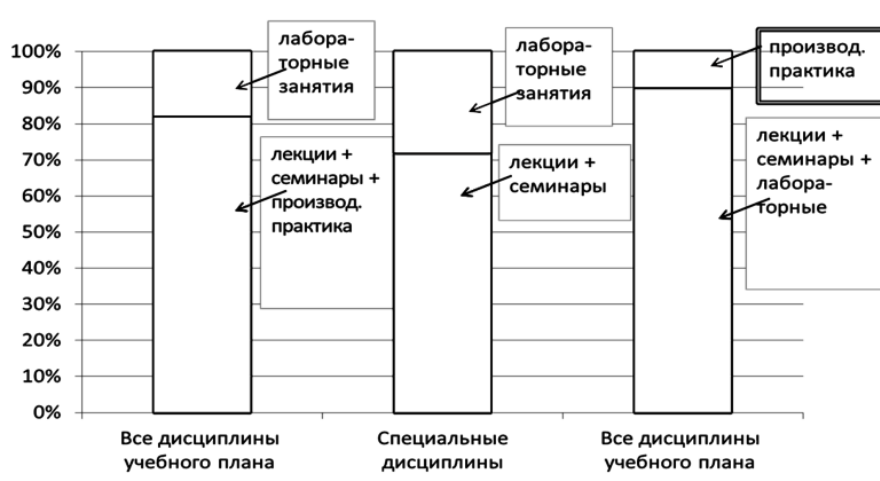 100%
90%
80%
70%
60%
50%
40%
30%
20%
10%
0%
лабора-
торные
занятия
лекции +
семинары +
производ.
практика
лабора-
торные
занятия
лекции +
семинары
производ.
практика
лекции +
семинары +
лабора-
торные
Все дисциплины
учебного плана
Специальные
дисциплины
Все дисциплины
учебного плана